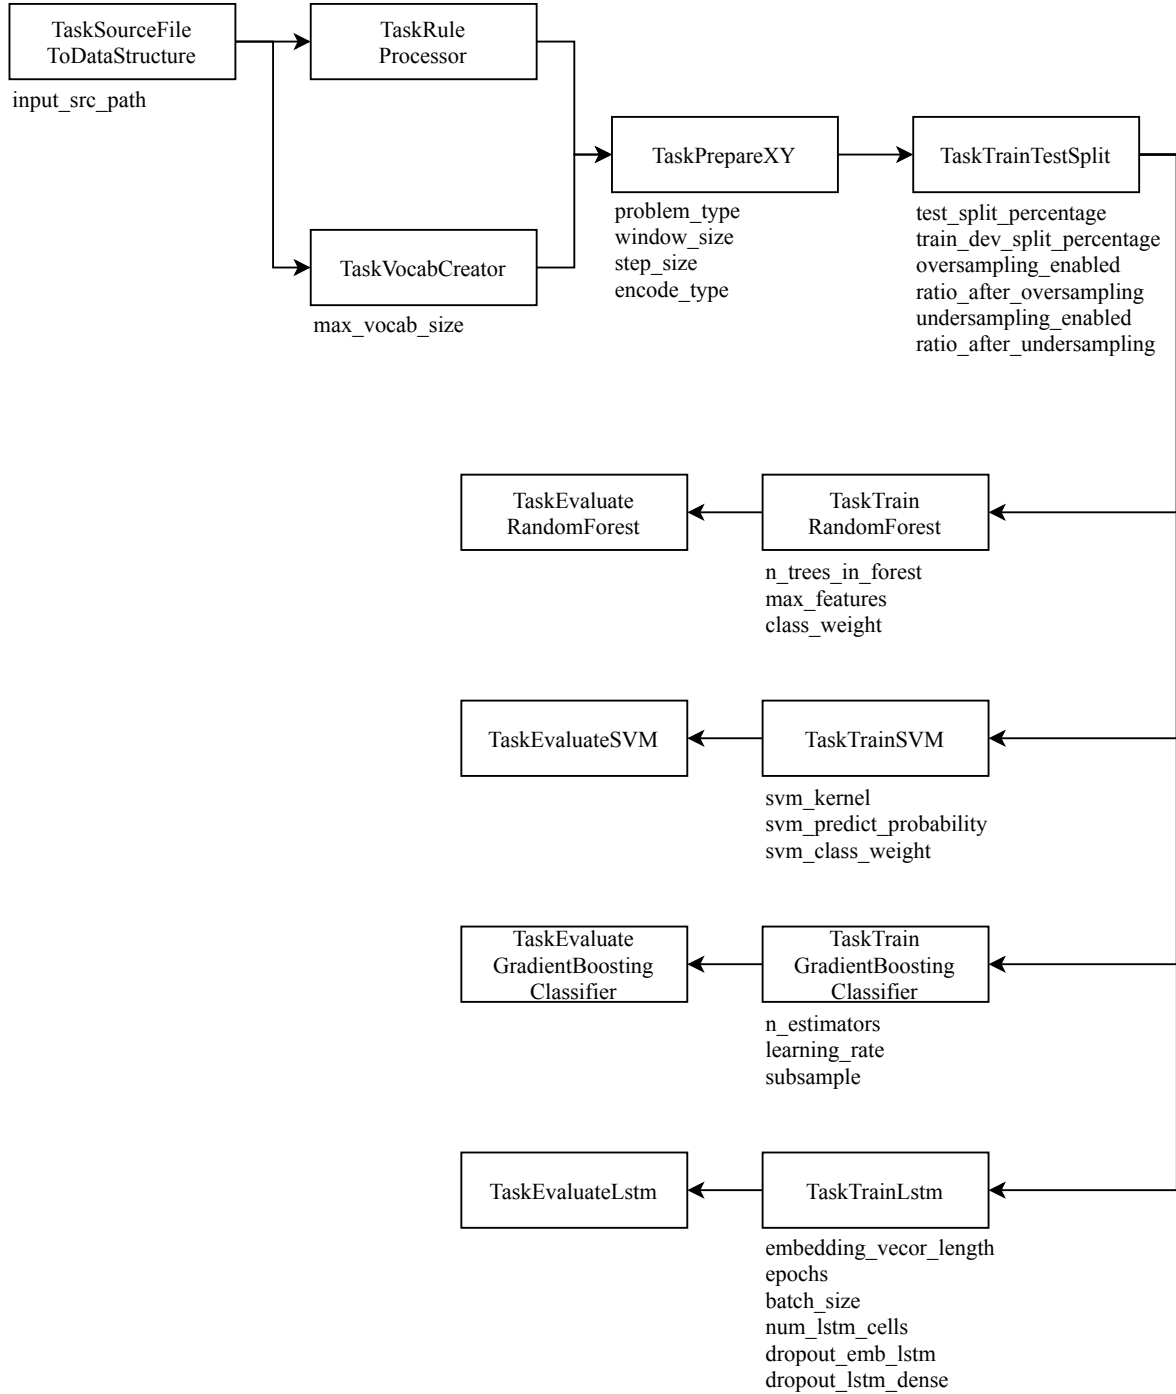 TaskSourceFile
ToDataStructure
input_src_path
TaskRule
Processor
TaskVocabCreator
max_vocab_size
TaskPrepareXY
problem_type
window_size
step_size
encode_type
TaskTrainTestSplit
test_split_percentage
train_dev_split_percentage
oversampling_enabled
ratio_after_oversampling
undersampling_enabled
ratio_after_undersampling
TaskEvaluate
RandomForest
TaskTrain
RandomForest
n_trees_in_forest
max_features
class_weight
TaskEvaluateSVM
TaskTrainSVM
svm_kernel
svm_predict_probability
svm_class_weight
TaskEvaluate
GradientBoosting
Classifier
TaskTrain
GradientBoosting
Classifier
n_estimators
learning_rate
subsample
TaskEvaluateLstm
TaskTrainLstm
embedding_vecor_length
epochs
batch_size
num_lstm_cells
dropout_emb_lstm
dropout_lstm_dense